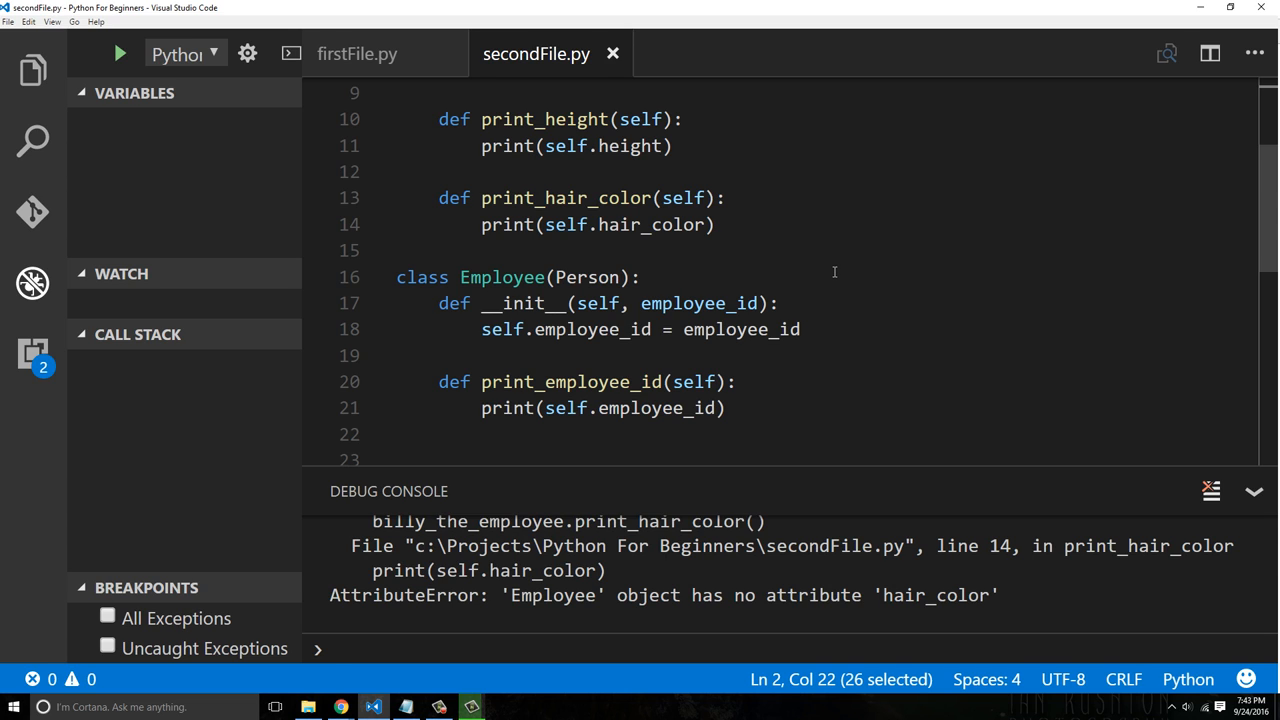 secondFile.py - Python For Beginners - Visual Studio Code
File Edit View Go Help
Python
firstFile.py
secondFile.py
VARIABLES
WATCH
CALL STACK
BREAKPOINTS
All Exceptions
Uncaught Exceptions
2
9
10 def print_height(self):
11 print(self.height)
12
13 def print_hair_color(self):
14 print(self.hair_color)
15
16 class Employee(Person):
17 def __init__(self, employee_id):
18 self.employee_id = employee_id
19
20 def print_employee_id(self):
21 print(self.employee_id)
22
23
DEBUG CONSOLE
billy_the_employee.print_hair_color()
File "c:\Projects\Python For Beginners\secondFile.py", line 14, in print_hair_color
print(self.hair_color)
AttributeError: 'Employee' object has no attribute 'hair_color'
0 0
Ln 2, Col 22 (26 selected) Spaces: 4 UTF-8 CRLF Python
I'm Cortana. Ask me anything.
7:43 PM
9/24/2016